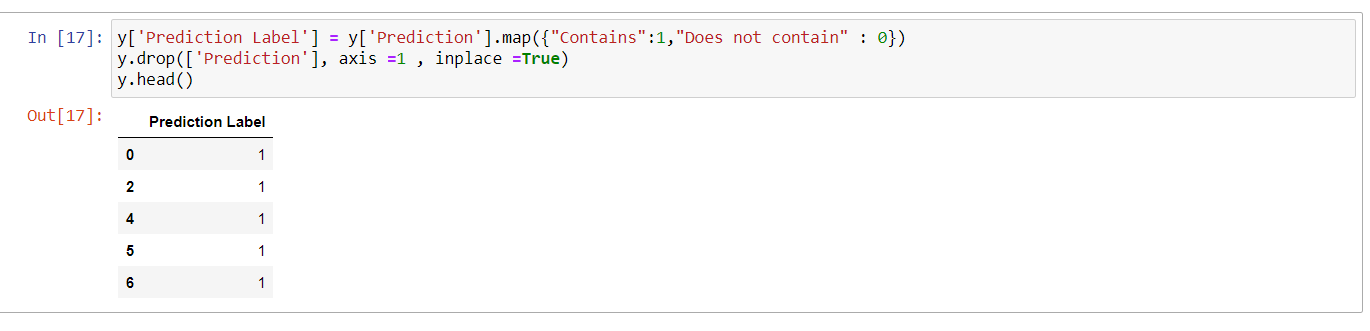 In [17]: y['Prediction Label'] = y['Prediction'].map({"Contains":1,"Does not contain" : 0})
y.drop(['Prediction'], axis =1 , inplace =True)
y.head()
Out[17]:
Prediction Label
0 1
2 1
4 1
5 1
6 1